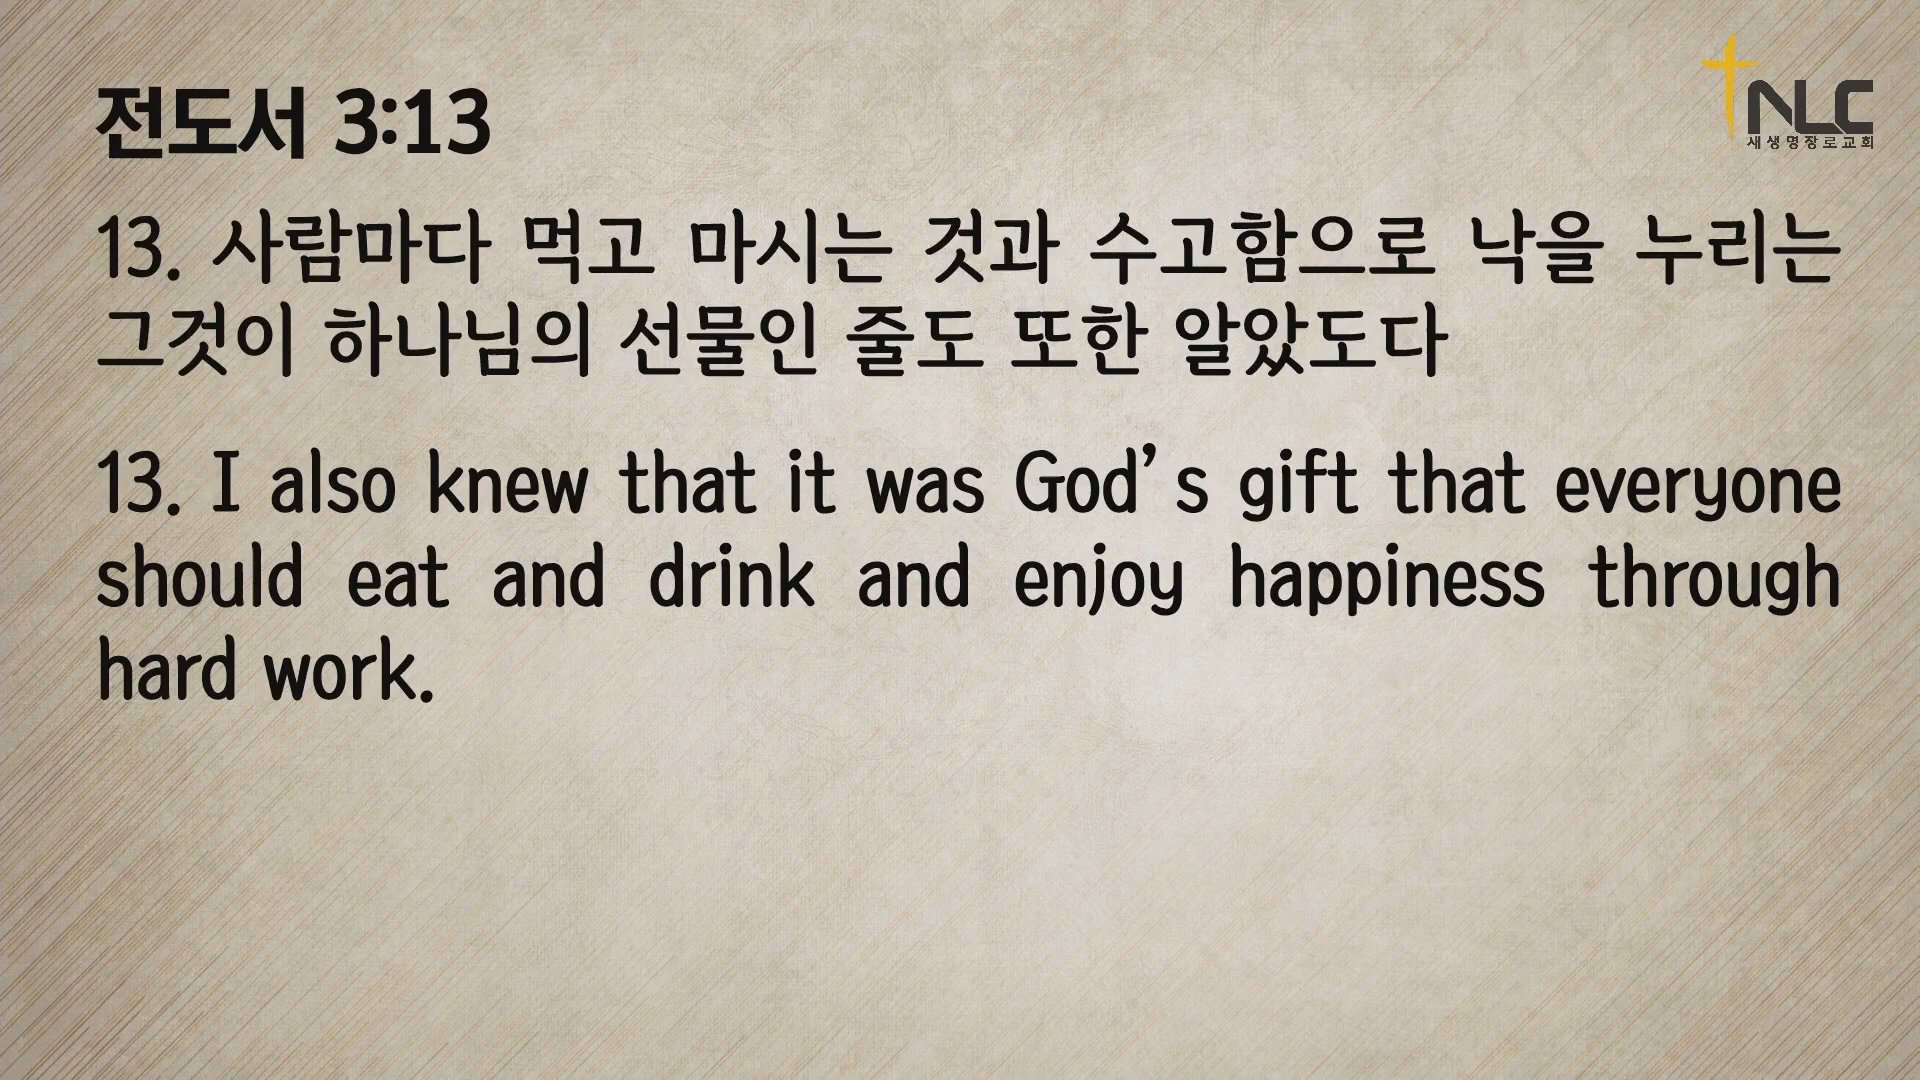 전도서 3:13
NLC
새생명장로교회
13. 사람마다 먹고 마시는 것과 수고함으로 낙을 누리는
그것이 하나님의 선물인 줄도 또한 알았도다
13. I also knew that it was God’s gift that everyone
should eat and drink and enjoy happiness through
hard work.